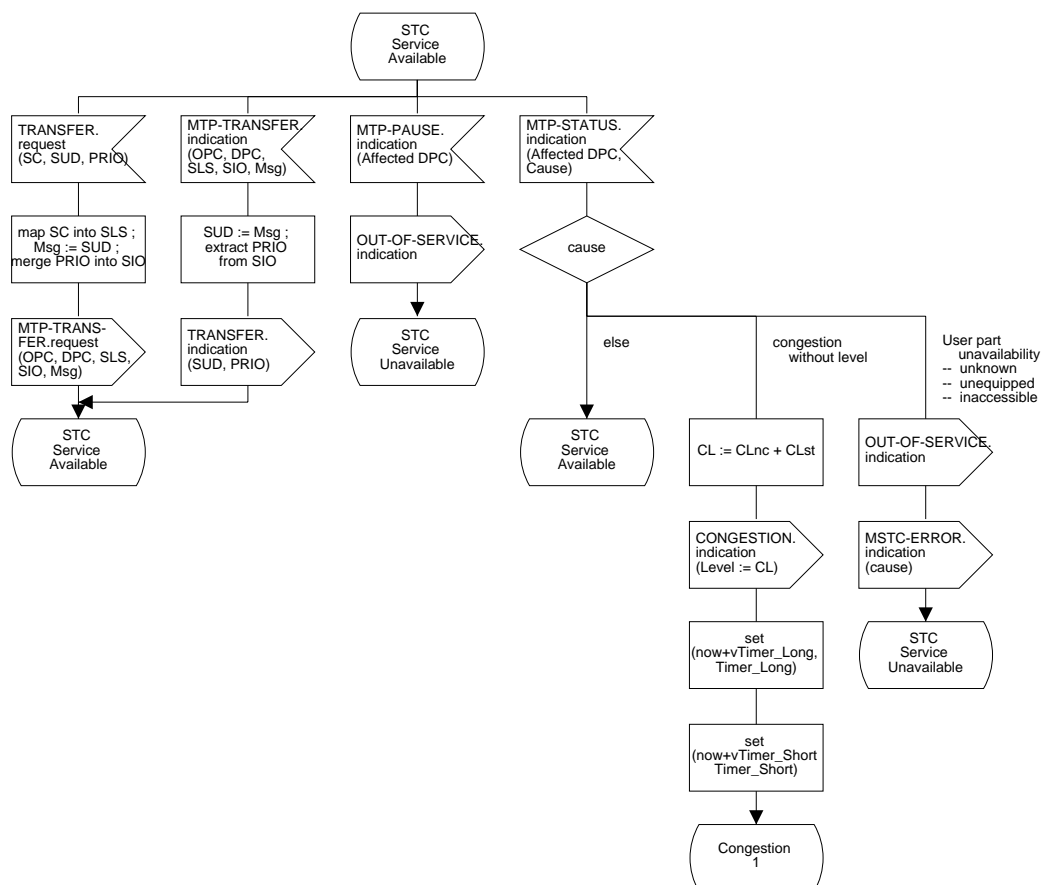 STC
Service
Available
TRANSFER.
request
(SC, SUD, PRIO)
MTP-TRANSFER.
indication
(OPC, DPC,
SLS, SIO, Msg)
MTP-PAUSE.
indication
(Affected DPC)
MTP-STATUS.
indication
(Affected DPC,
Cause)
map SC into SLS ;
Msg := SUD ;
merge PRIO into SIO
SUD := Msg ;
extract PRIO
from SIO
OUT-OF-SERVICE.
indication
cause
MTP-TRANS-
FER.request
(OPC, DPC, SLS,
SIO, Msg)
TRANSFER.
indication
(SUD, PRIO)
STC
Service
Unavailable
else
congestion
without level
User part
unavailability
-- unknown
-- unequipped
-- inaccessible
STC
Service
Available
STC
Service
Available
CL := CLnc + CLst
OUT-OF-SERVICE.
indication
CONGESTION.
indication
(Level := CL)
MSTC-ERROR.
indication
(cause)
set
(now+vTimer_Long,
Timer_Long)
STC
Service
Unavailable
set
(now+vTimer_Short
Timer_Short)
Congestion
1